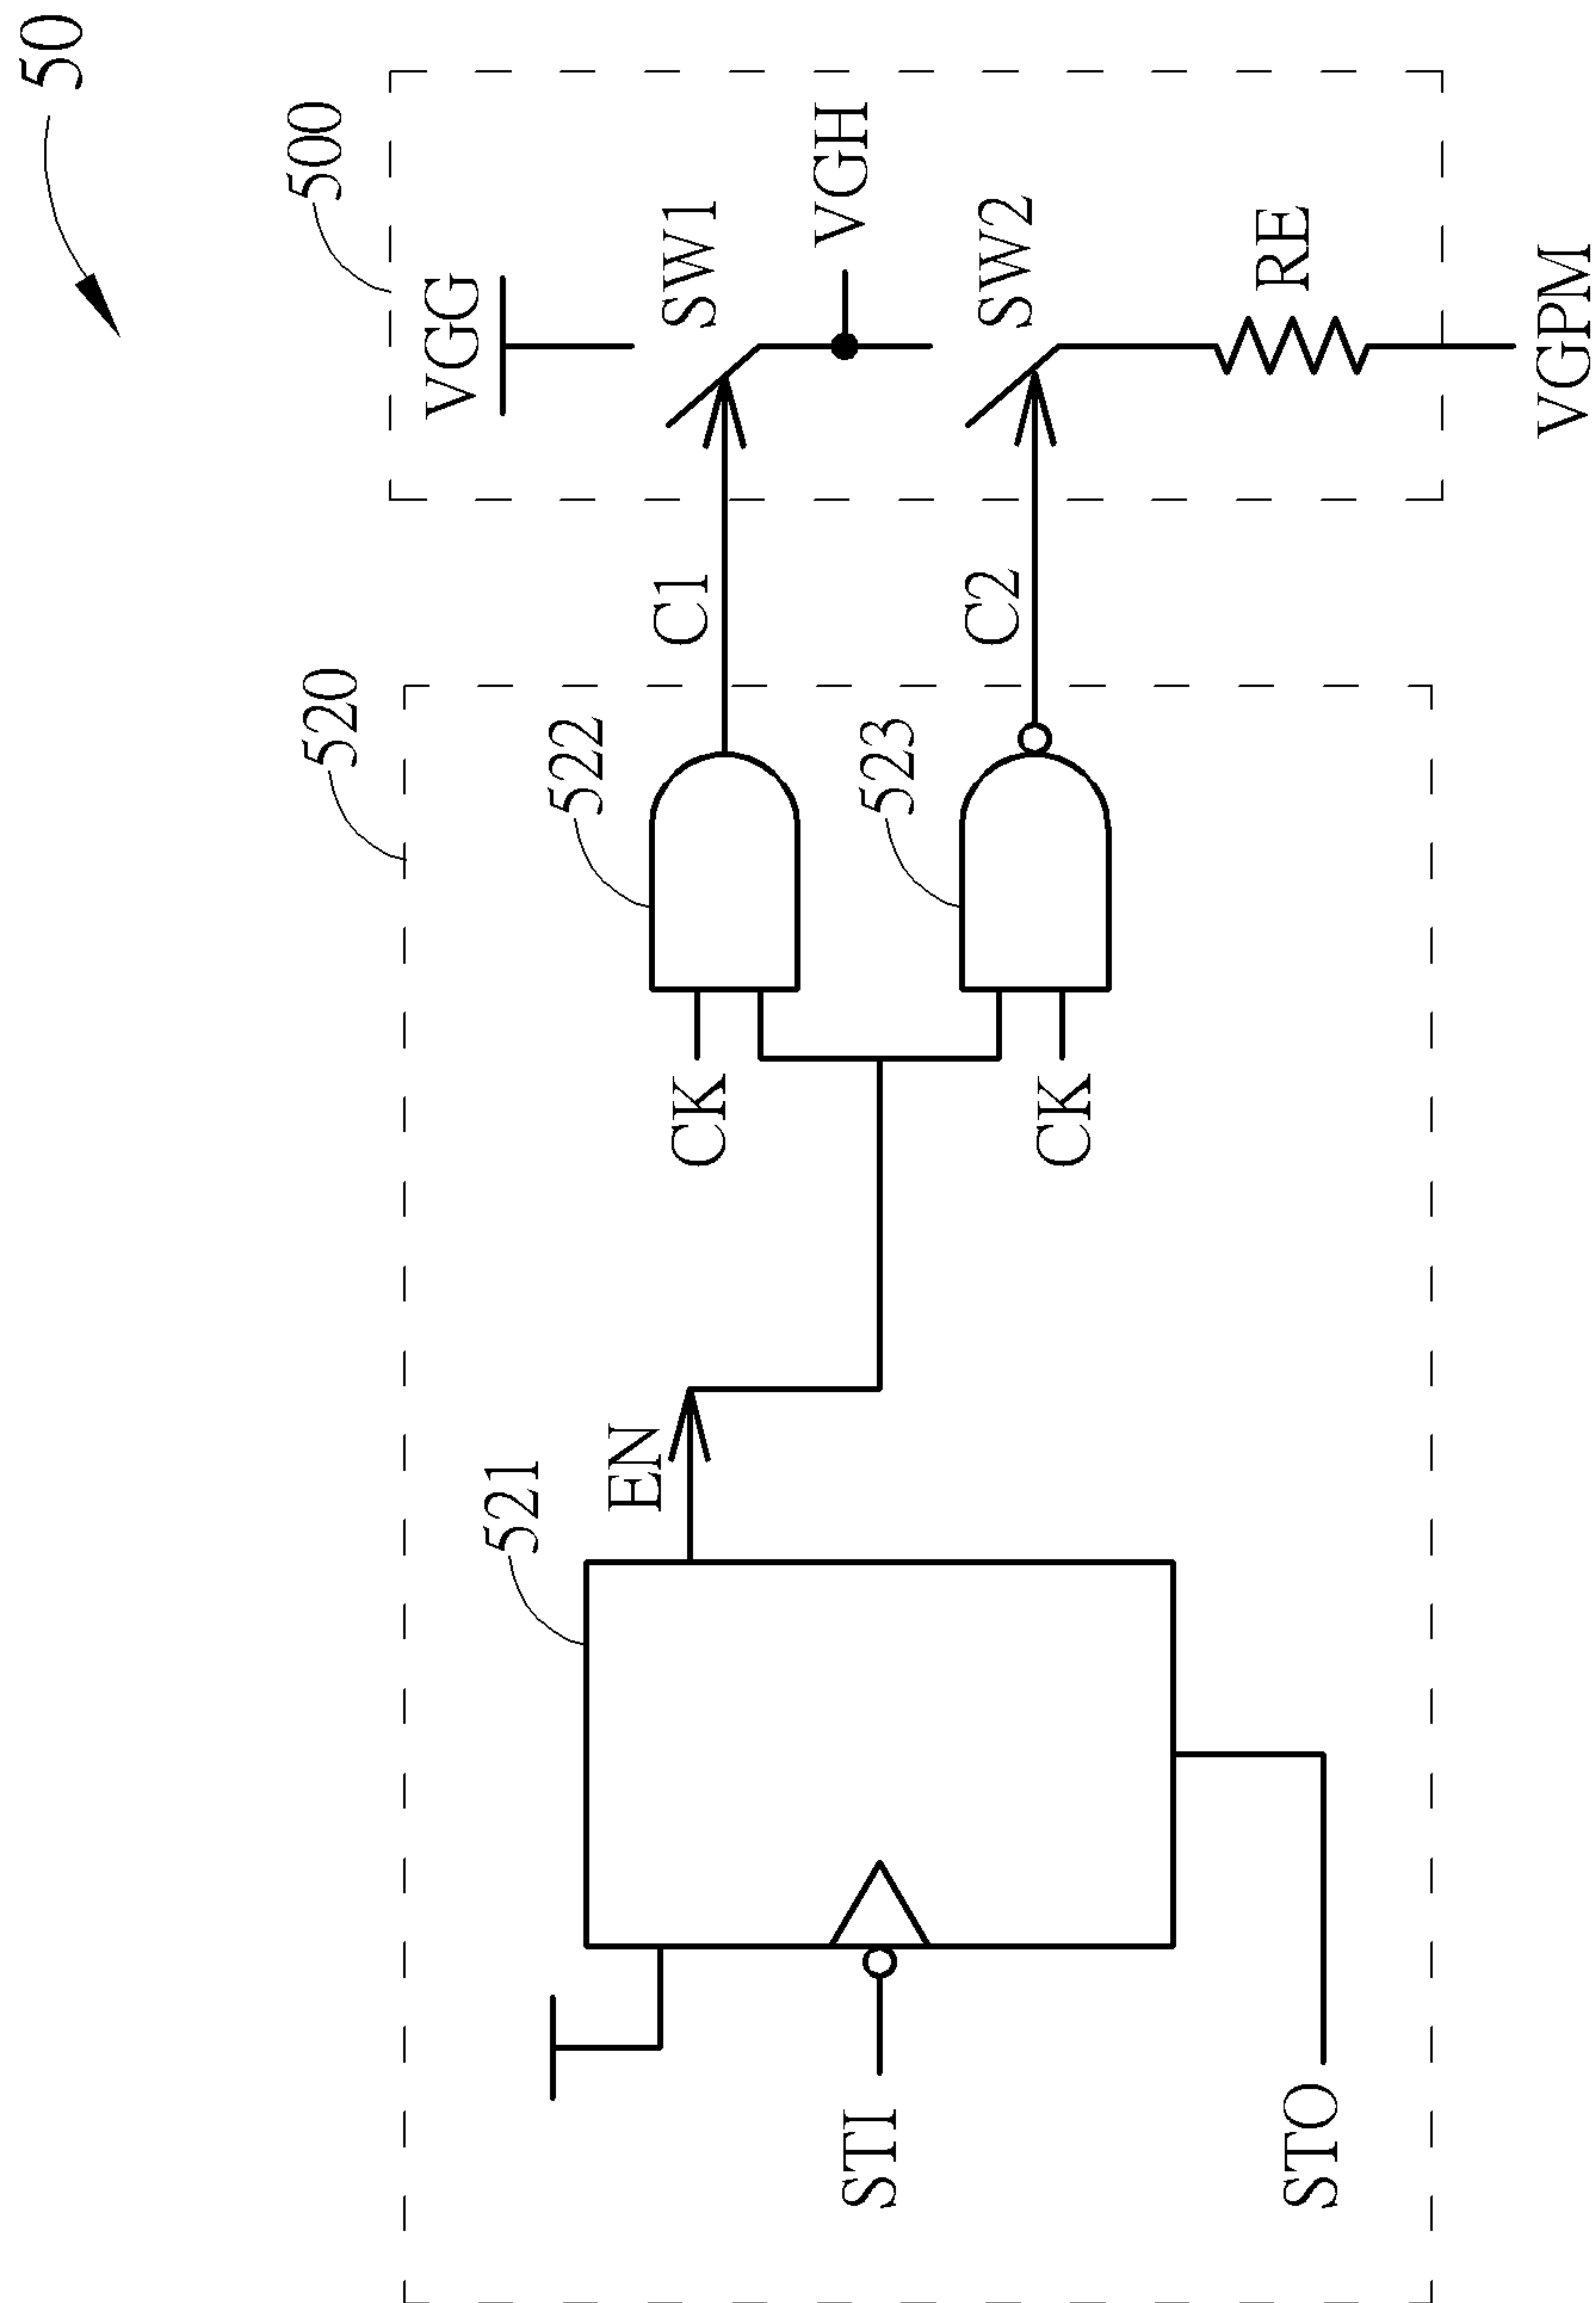 50
500
VGG
SW1
VGH
SW2
RE
VGPM
C1
C2
520
522
523
CK
CK
EN
521
STI
STO